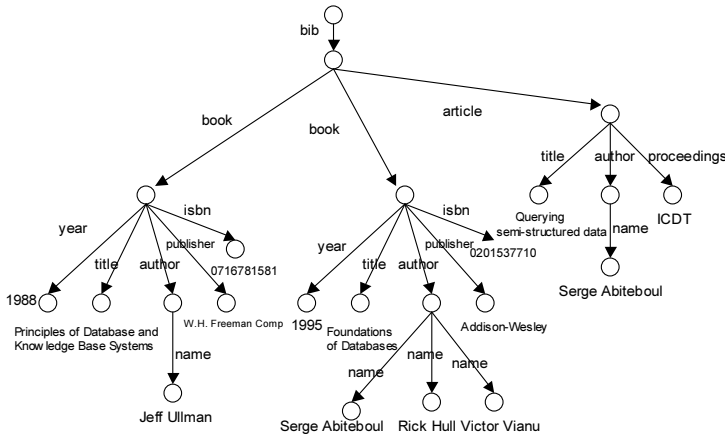 bib
book
book
article
title
author
proceedings
Querying
semi-structured data
name
ICDT
Serge Abiteboul
year
title
author
publisher
isbn
0716781581
1988
Principles of Database and
Knowledge Base Systems
W.H. Freeman Comp
name
Jeff Ullman
year
title
author
publisher
isbn
0201537710
1995
Foundations
of Databases
Addison-Wesley
name
name
name
Serge Abiteboul
Rick Hull
Victor Vianu